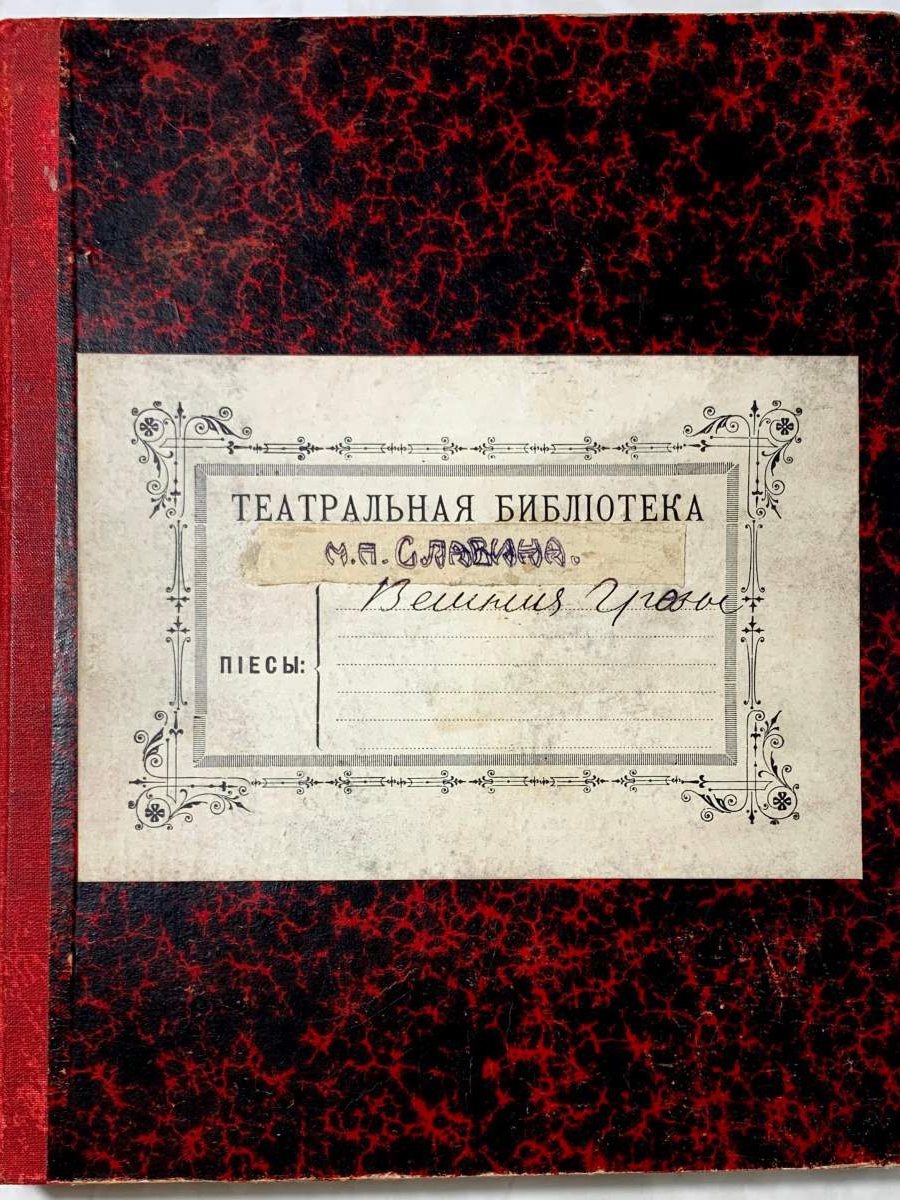 ТЕАТРАЛЬНАЯ БИБЛІОТЕКА
М.П. СЛАВИНА.
Вешнія Грозы
ПІЕСЫ: